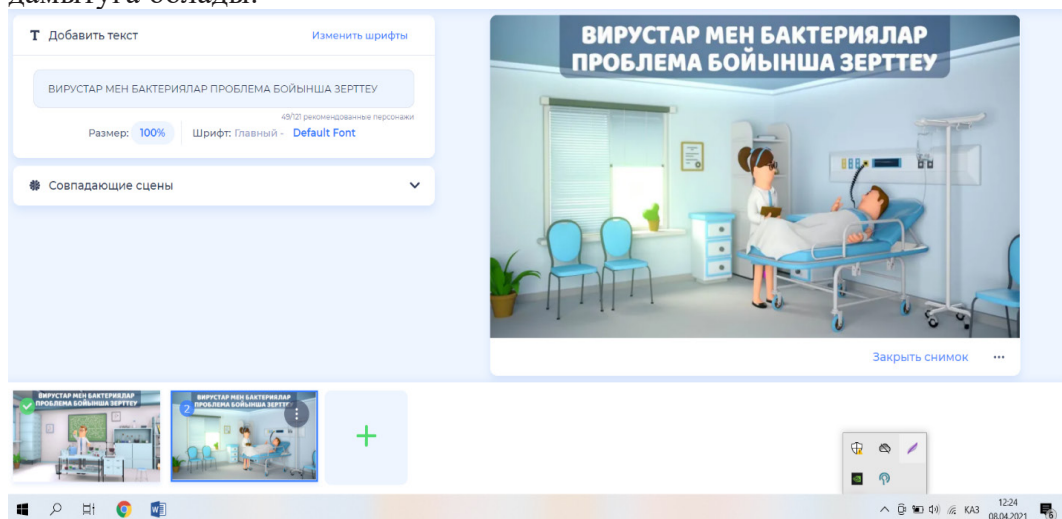 дамытуға болады.
T Добавить текст
Изменить шрифты
ВИРУСТАР МЕН БАКТЕРИЯЛАР ПРОБЛЕМА БОЙЫНША ЗЕРТТЕУ
49/121 рекомендованные персонажи
Размер: 100% Шрифт: Главный - Default Font
Совпадающие сцены
ВИРУСТАР МЕН БАКТЕРИЯЛАР
ПРОБЛЕМА БОЙЫНША ЗЕРТТЕУ
Закрыть снимок
ВИРУСТАР МЕН БАКТЕРИЯЛАР
ПРОБЛЕМА БОЙЫНША ЗЕРТТЕУ
2
ВИРУСТАР МЕН БАКТЕРИЯЛАР
ПРОБЛЕМА БОЙЫНША ЗЕРТТЕУ
КАЗ
12:24
08.04.2021
6